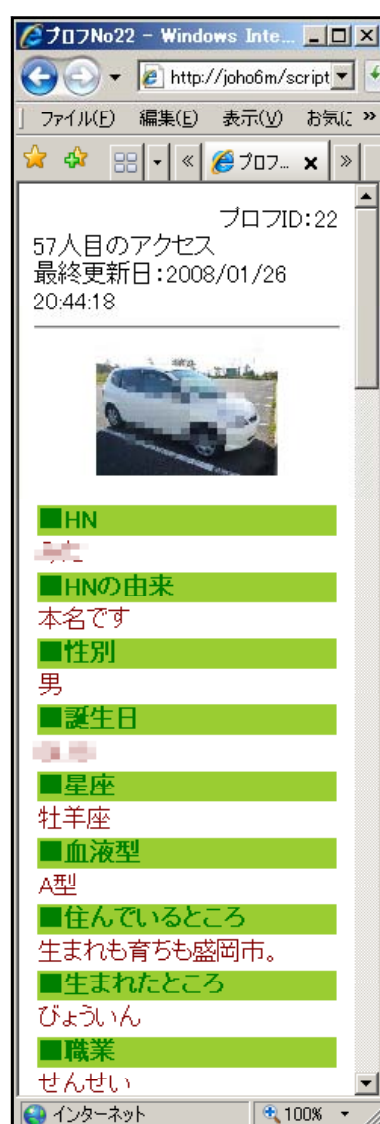 プロフNo22 - Windows Inte...
http://joho6m/script
ファイル(F) 編集(E) 表示(V) お気に »
プロフ...
プロフID:22
57人目のアクセス
最終更新日:2008/01/26
20:44:18
■HN
■HNの由来
本名です
■性別
男
■誕生日
■星座
牡羊座
■血液型
A型
■住んでいるところ
生まれも育ちも盛岡市。
■生まれたところ
びょういん
■職業
せんせい
インターネット
100%